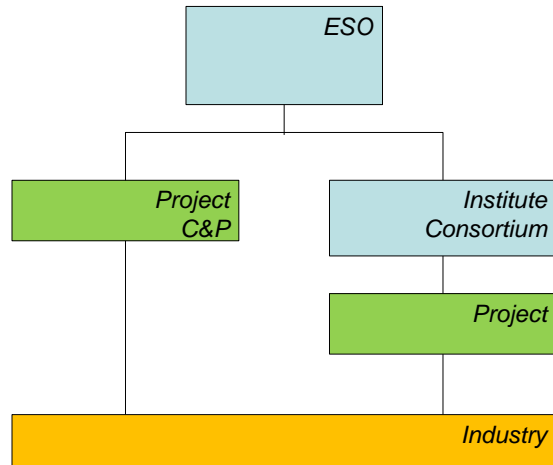 ESO
Project
C&P
Institute
Consortium
Project
Industry